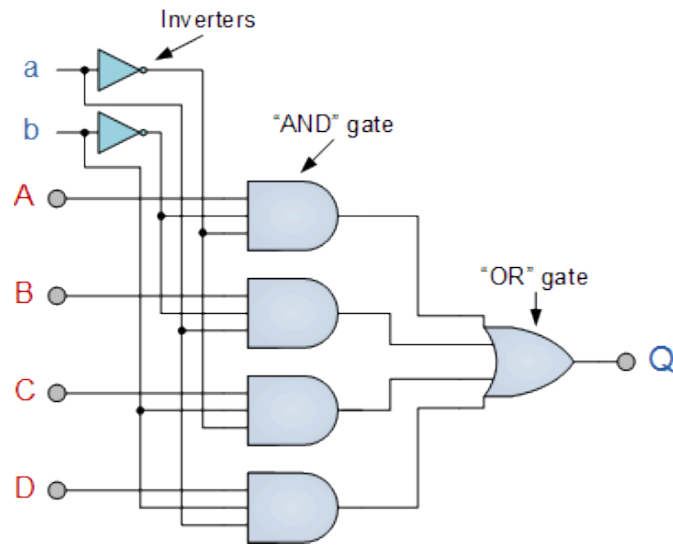 Inverters
a
b
“AND” gate
A
B
“OR” gate
Q
C
D